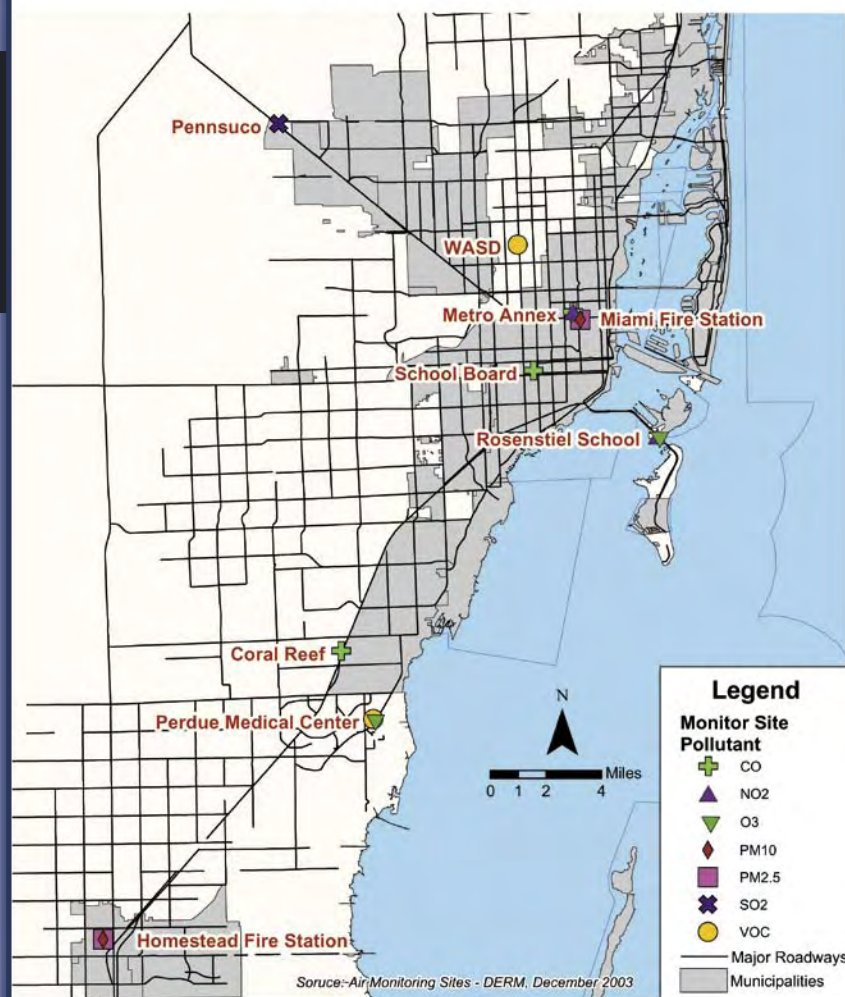 Pennsuco
WASD
Metro Annex
Miami Fire Station
School Board
Rosenstiel School
Coral Reef
Perdue Medical Center
Homestead Fire Station
N
Miles
0 1 2 4
Soruce:-Air Monitoring Sites - DERM, December 2003
Legend
Monitor Site
Pollutant
CO
NO2
O3
PM10
PM2.5
SO2
VOC
Major Roadways
Municipalities